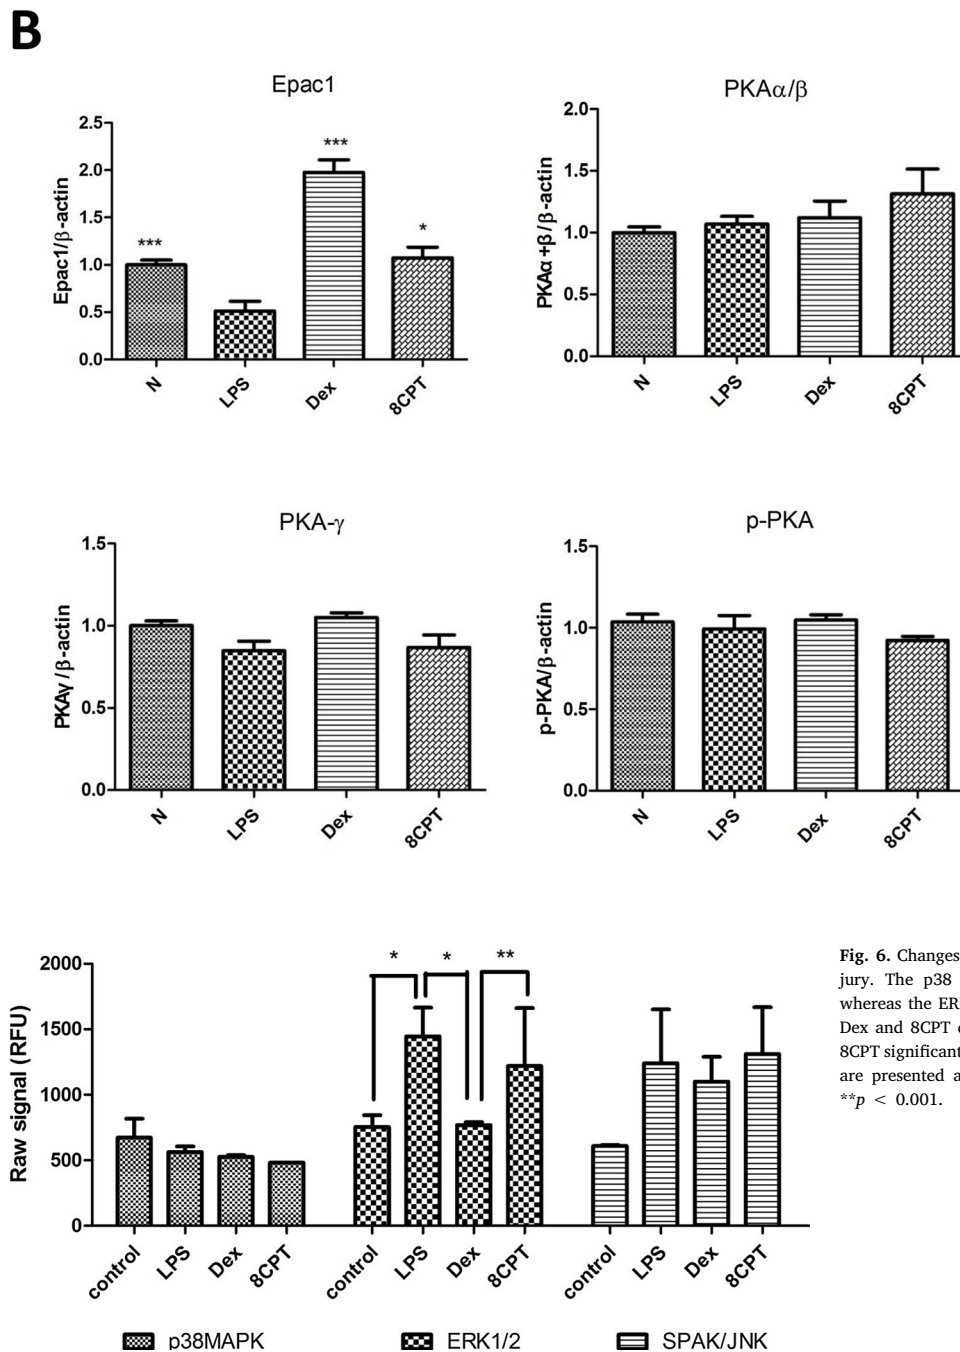 B
Epac1
Epac1/β-actin
2.5
2.0
1.5
1.0
0.5
0.0
***
***
*
N
LPS
Dex
8CPT
PKAα/β
PKAα+β/β-actin
2.0
1.5
1.0
0.5
0.0
N
LPS
Dex
8CPT
PKA-γ
PKAγ/β-actin
1.5
1.0
0.5
0.0
N
LPS
Dex
8CPT
p-PKA
p-PKA/β-actin
1.5
1.0
0.5
0.0
N
LPS
Dex
8CPT
Raw signal (RFU)
2000
1500
1000
500
0
*
*
**
control
LPS
Dex
8CPT
control
LPS
Dex
8CPT
control
LPS
Dex
8CPT
p38MAPK
ERK1/2
SPAK/JNK
Fig. 6. Changes
jury. The p38
whereas the ER
Dex and 8CPT
8CPT significant
are presented a
**p < 0.001.